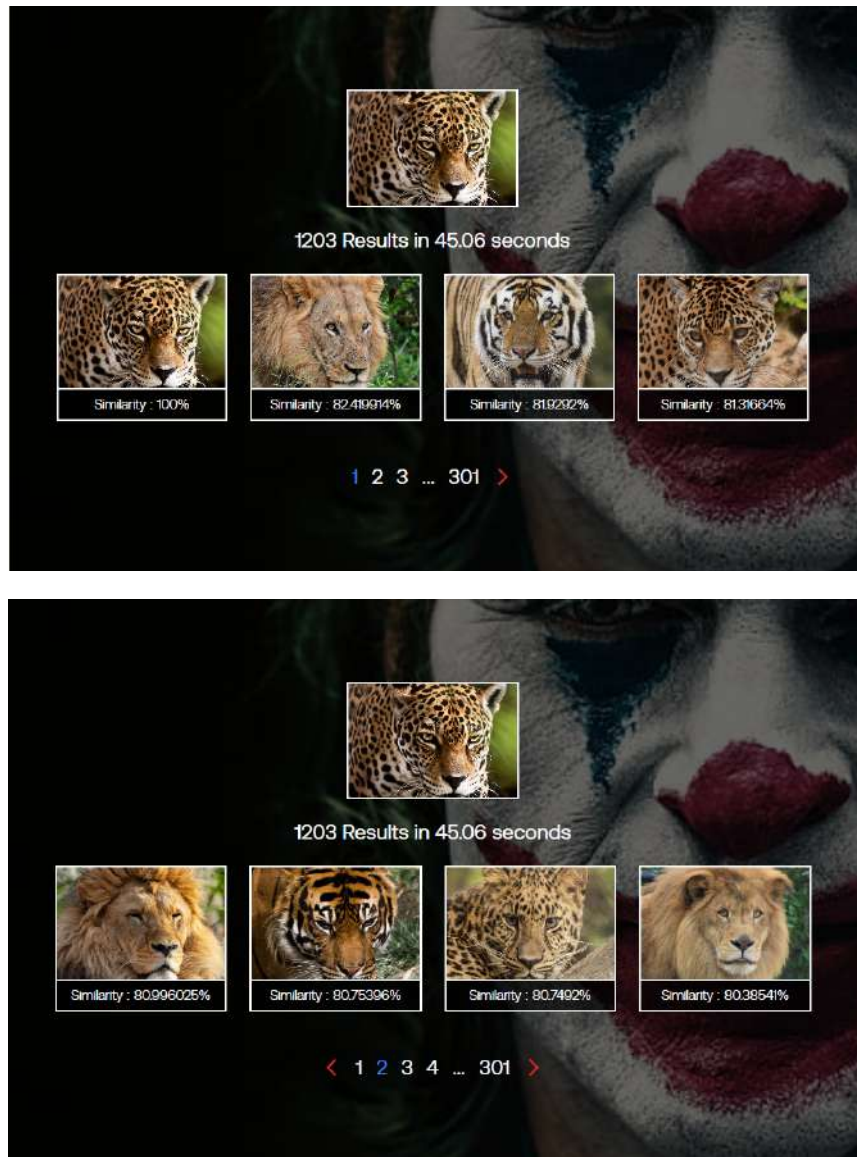 1203 Results in 45.06 seconds
Similarity : 100%
Similarity : 82.419914%
Similarity : 81.9292%
Similarity : 81.31664%
1 2 3 ... 301 >
1203 Results in 45.06 seconds
Similarity : 80.996025%
Similarity : 80.75396%
Similarity : 80.7492%
Similarity : 80.38541%
< 1 2 3 4 ... 301 >